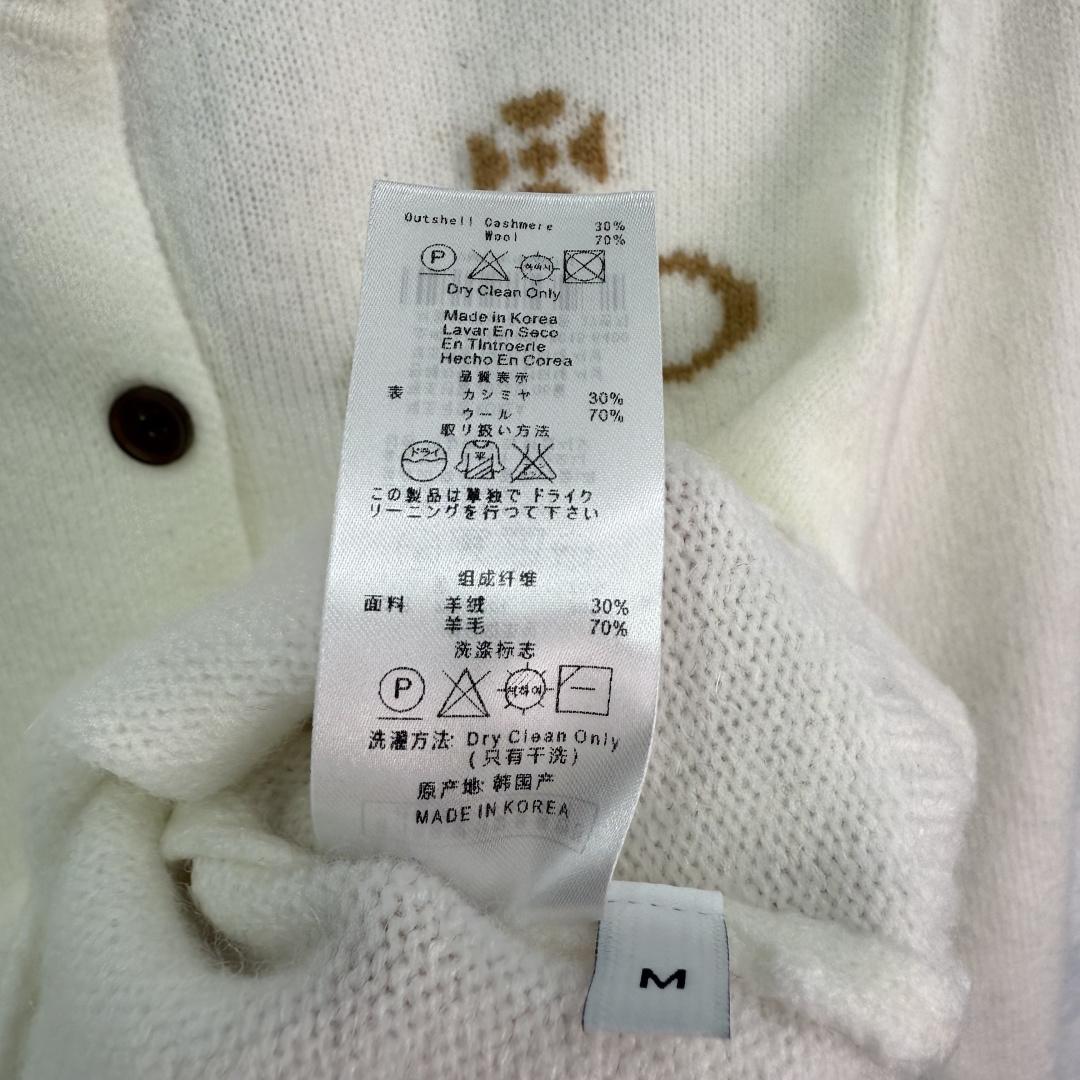 Outshell Cashmere 30%
Wool 70%
P
Dry Clean Only
Made in Korea
Lavar En Seco
En TIntroerie
Hecho En Corea
品質表示
表 カシミヤ 30%
ウール 70%
取り扱い方法
ドライ 平
この製品は単独で ドライク
リーニングを行つて下さい
组成纤维
面料 羊绒 30%
羊毛 70%
洗涤标志
P
洗濯方法: Dry Clean Only
(只有干洗)
原产地: 韩国产
MADE IN KOREA
M